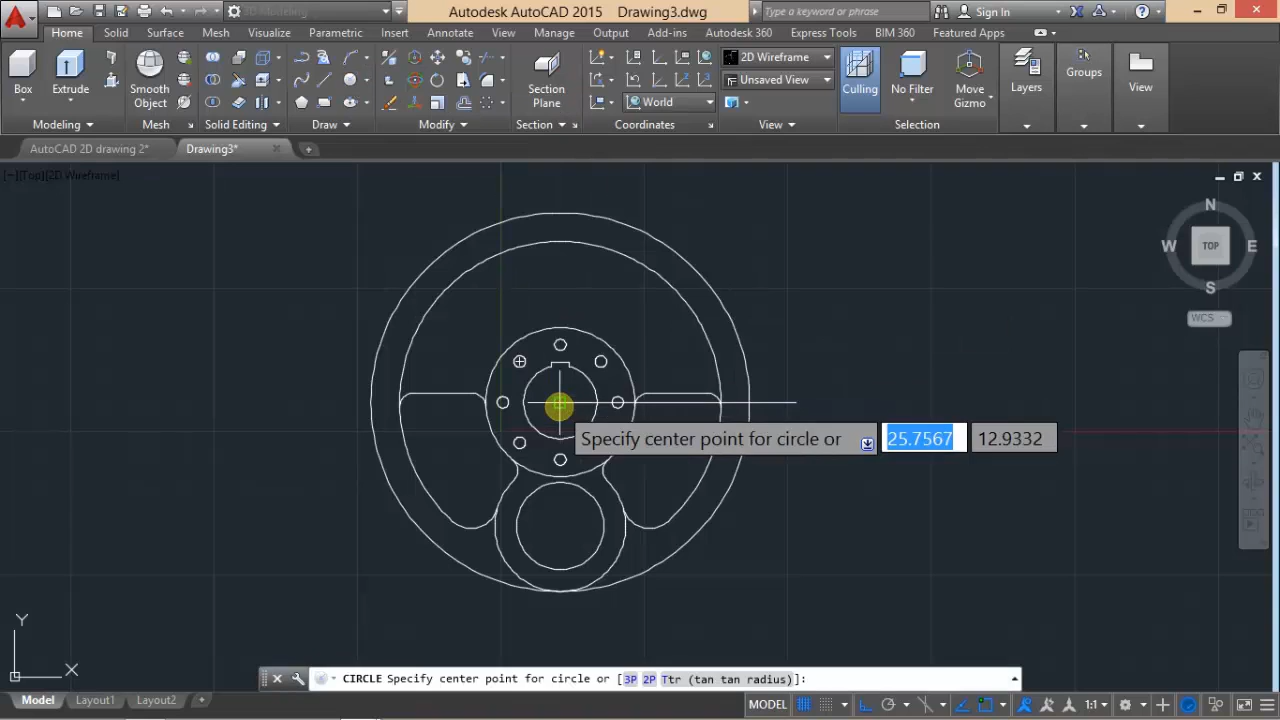 3D Modeling
Autodesk AutoCAD 2015 Drawing3.dwg
Type a keyword or phrase
Sign In
Home Solid Surface Mesh Visualize Parametric Insert Annotate View Manage Output Add-ins Autodesk 360 Express Tools BIM 360 Featured Apps
Box
Extrude
Smooth
Object
Section
Plane
2D Wireframe
Unsaved View
World
Culling
No Filter
Move
Gizmo
Layers
Groups
View
Modeling
Mesh
Solid Editing
Draw
Modify
Section
Coordinates
View
Selection
AutoCAD 2D drawing 2*
Drawing3*
[−][Top][2D Wireframe]
N
W
TOP
E
S
WCS
Specify center point for circle or 25.7567 12.9332
Y
X
CIRCLE Specify center point for circle or [3P 2P Ttr (tan tan radius)]:
Model Layout1 Layout2
MODEL
1:1